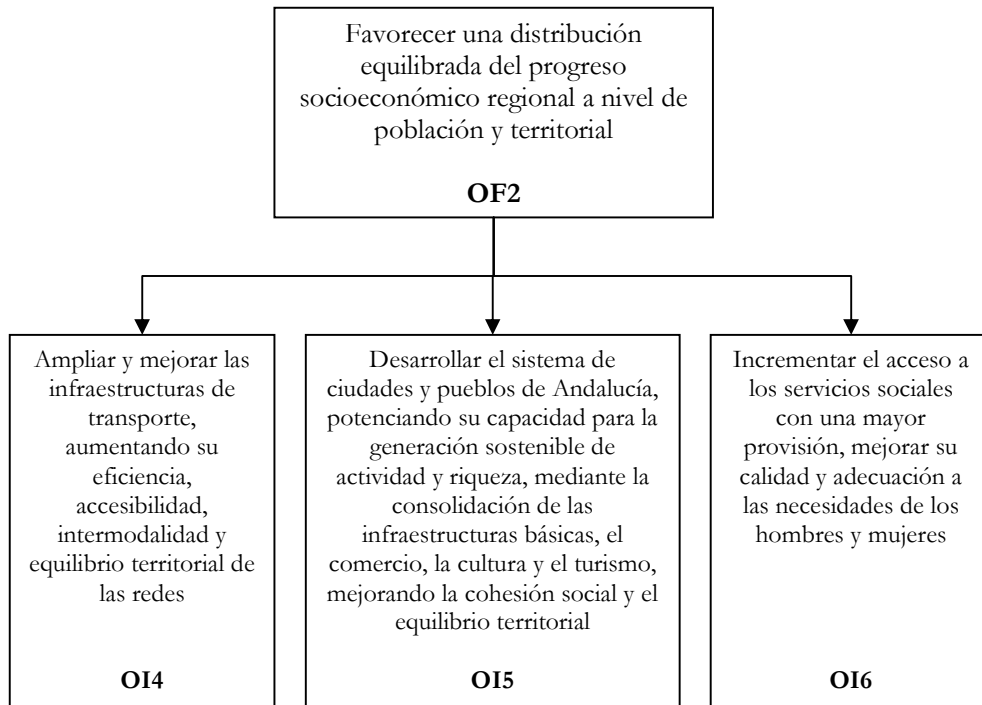 Favorecer una distribución
equilibrada del progreso
socioeconómico regional a nivel de
población y territorial
OF2
Ampliar y mejorar las
infraestructuras de
transporte,
aumentando su
eficiencia,
accesibilidad,
intermodalidad y
equilibrio territorial de
las redes
OI4
Desarrollar el sistema de
ciudades y pueblos de Andalucía,
potenciando su capacidad para la
generación sostenible de
actividad y riqueza, mediante la
consolidación de las
infraestructuras básicas, el
comercio, la cultura y el turismo,
mejorando la cohesión social y el
equilibrio territorial
OI5
Incrementar el acceso a
los servicios sociales
con una mayor
provisión, mejorar su
calidad y adecuación a
las necesidades de los
hombres y mujeres
OI6